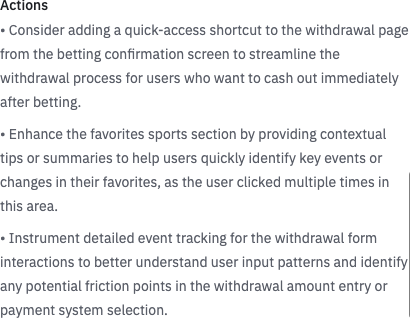 Actions
• Consider adding a quick-access shortcut to the withdrawal page
from the betting confirmation screen to streamline the
withdrawal process for users who want to cash out immediately
after betting.
• Enhance the favorites sports section by providing contextual
tips or summaries to help users quickly identify key events or
changes in their favorites, as the user clicked multiple times in
this area.
• Instrument detailed event tracking for the withdrawal form
interactions to better understand user input patterns and identify
any potential friction points in the withdrawal amount entry or
payment system selection.